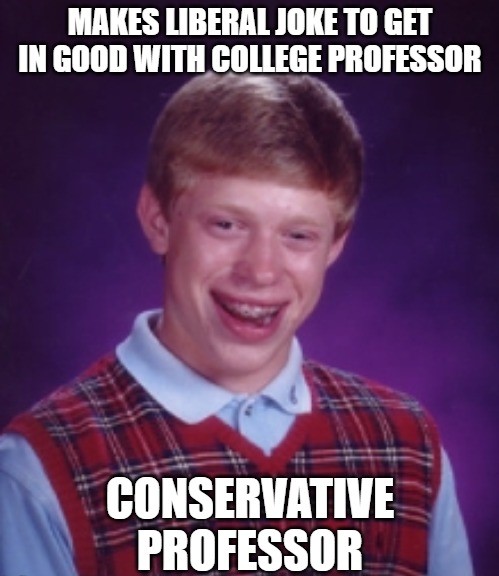 MAKES LIBERAL JOKE TO GET
IN GOOD WITH COLLEGE PROFESSOR
CONSERVATIVE
PROFESSOR